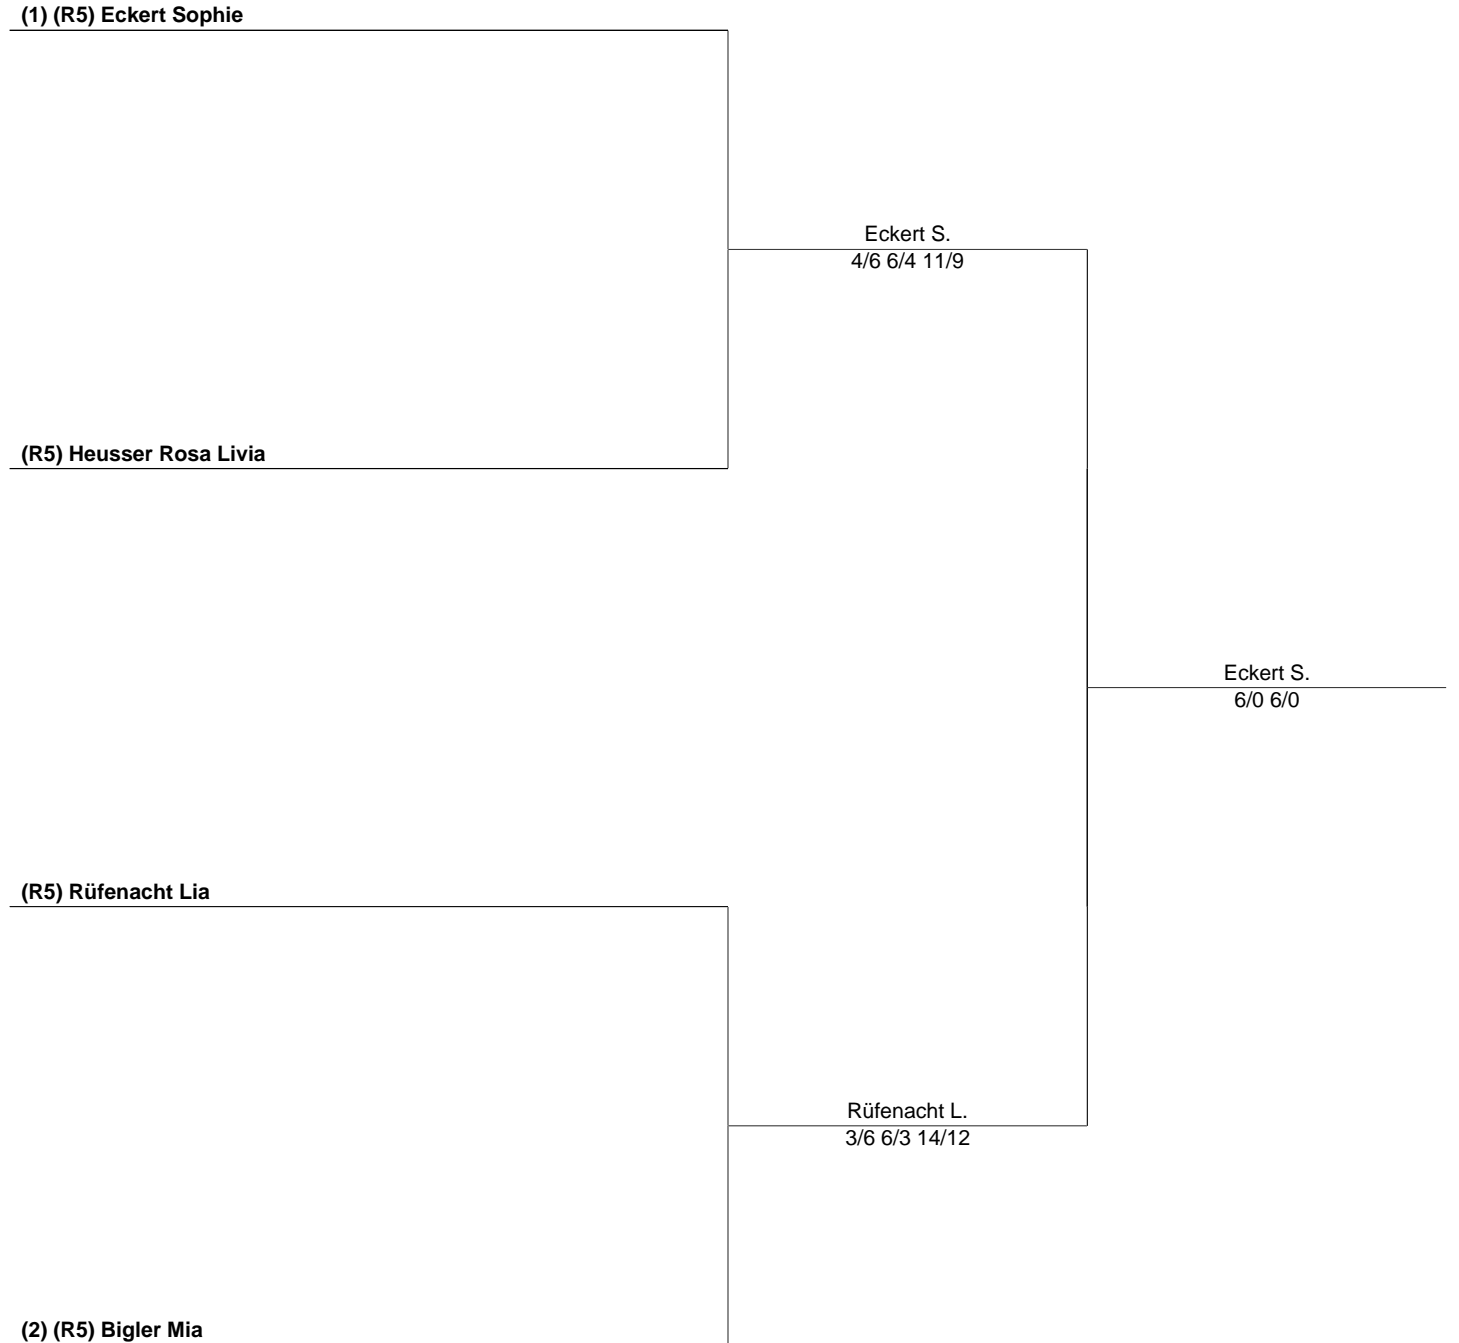 (1) (R5) Eckert Sophie
Eckert S.
4/6 6/4 11/9
(R5) Heusser Rosa Livia
Eckert S.
6/0 6/0
(R5) Rüfenacht Lia
Rüfenacht L.
3/6 6/3 14/12
(2) (R5) Bigler Mia